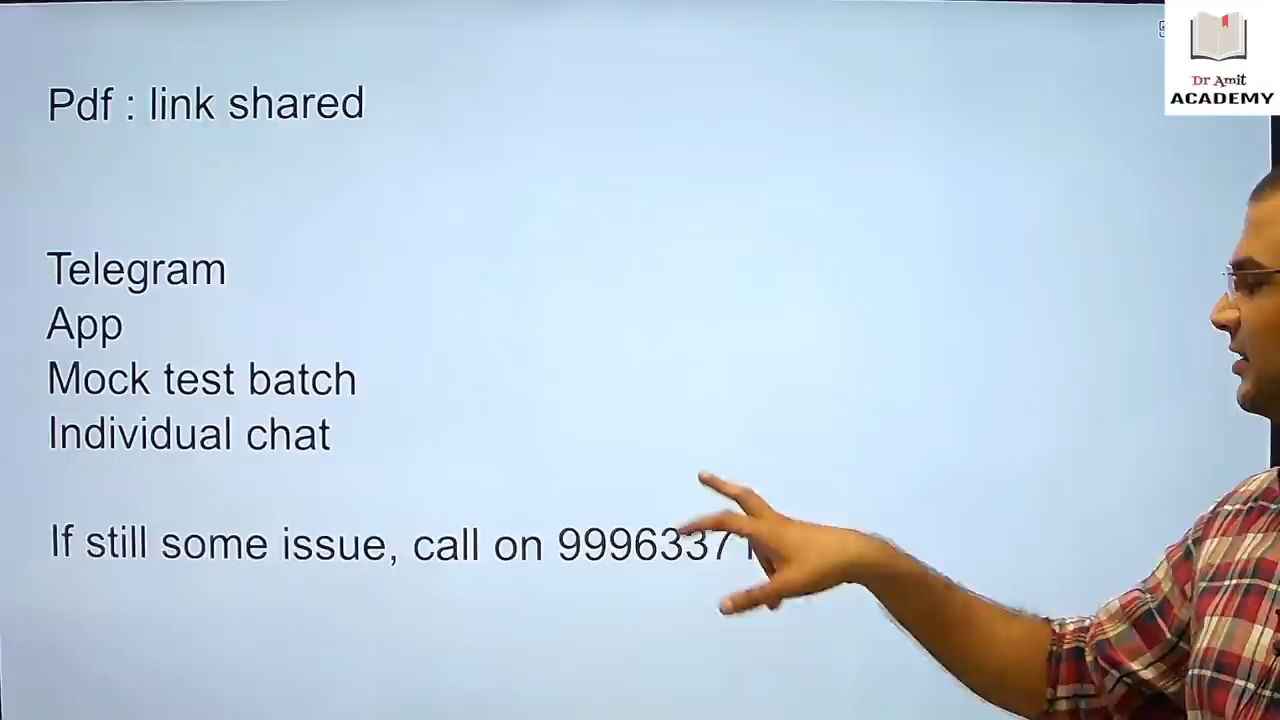 Pdf : link shared
Telegram
App
Mock test batch
Individual chat
If still some issue, call on
Dr Amit
ACADEMY